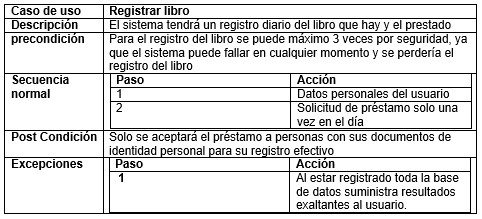 Caso de uso Registrar libro
Descripción El sistema tendrá un registro diario del libro que hay y el prestado
precondición Para el registro del libro se puede máximo 3 veces por seguridad, ya
que el sistema puede fallar en cualquier momento y se perdería el
registro del libro
Secuencia normal
Paso Acción
1 Datos personales del usuario
2 Solicitud de préstamo solo una
vez en el día
Post Condición Solo se aceptará el préstamo a personas con sus documentos de
identidad personal para su registro efectivo
Excepciones
Paso Acción
1 Al estar registrado toda la base
de datos suministra resultados
exaltantes al usuario.